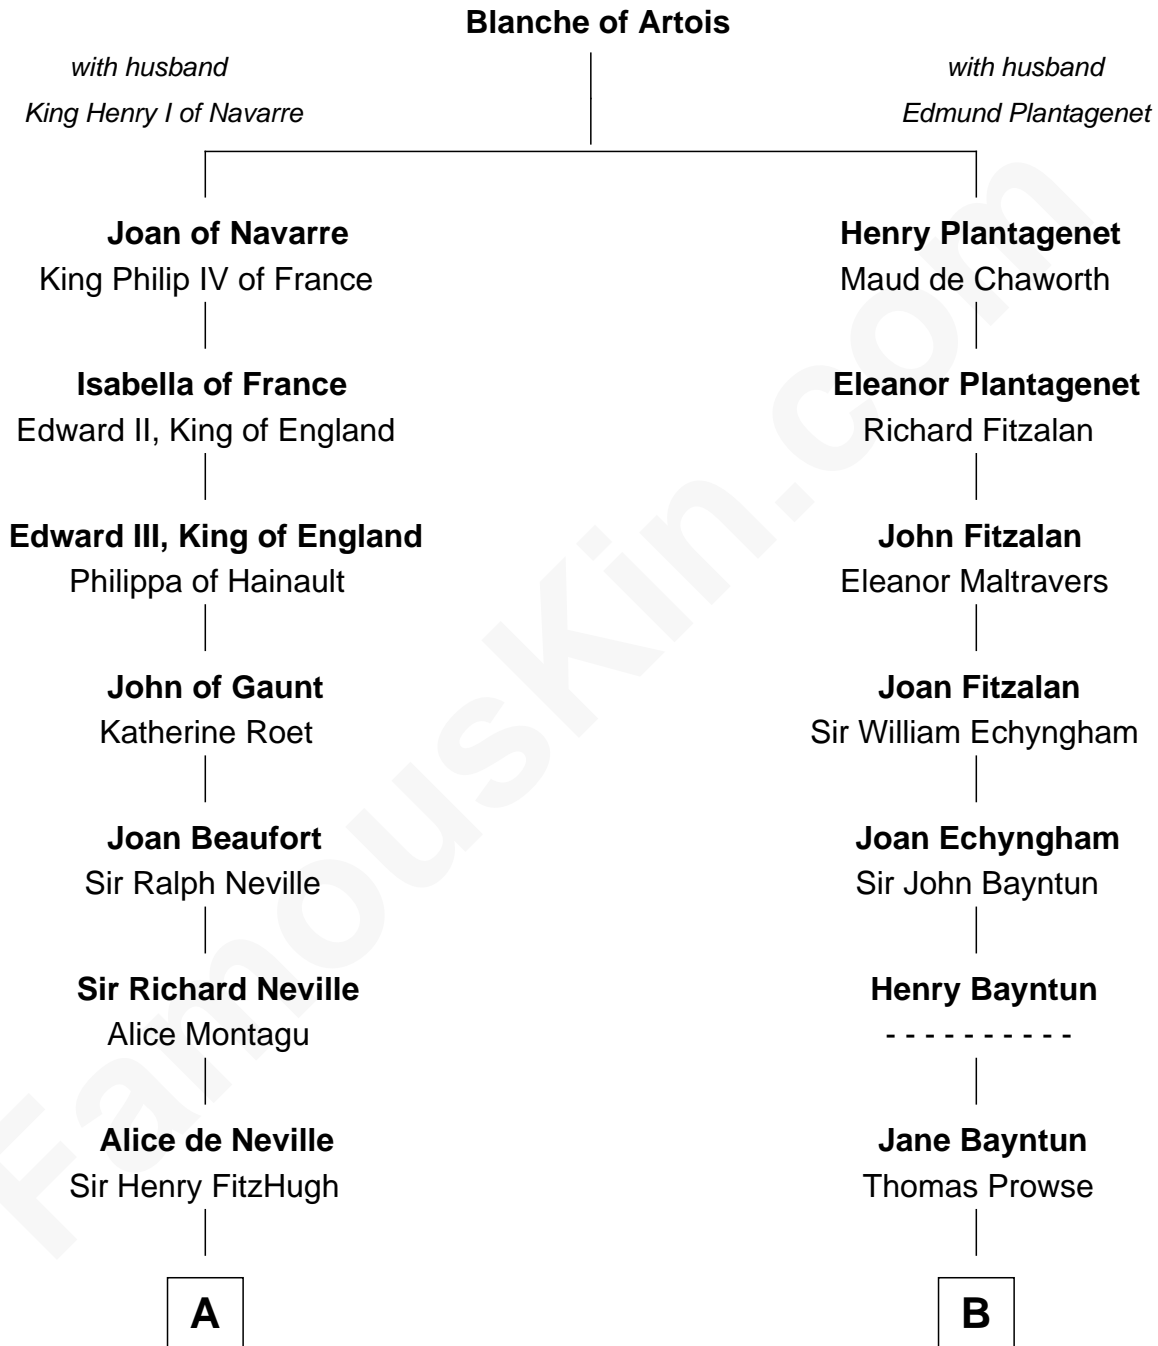 Blanche of Artois
with husband
King Henry I of Navarre
with husband
Edmund Plantagenet
Joan of Navarre
King Philip IV of France
Henry Plantagenet
Maud de Chaworth
Isabella of France
Edward II, King of England
Eleanor Plantagenet
Richard Fitzalan
Edward III, King of England
Philippa of Hainault
John Fitzalan
Eleanor Maltravers
John of Gaunt
Katherine Roet
Joan Fitzalan
Sir William Echyngham
Joan Beaufort
Sir Ralph Neville
Joan Echyngham
Sir John Bayntun
Sir Richard Neville
Alice Montagu
Henry Bayntun
- - - - - - - - - -
Alice de Neville
Sir Henry FitzHugh
Jane Bayntun
Thomas Prowse
A
B
FamousKin.com